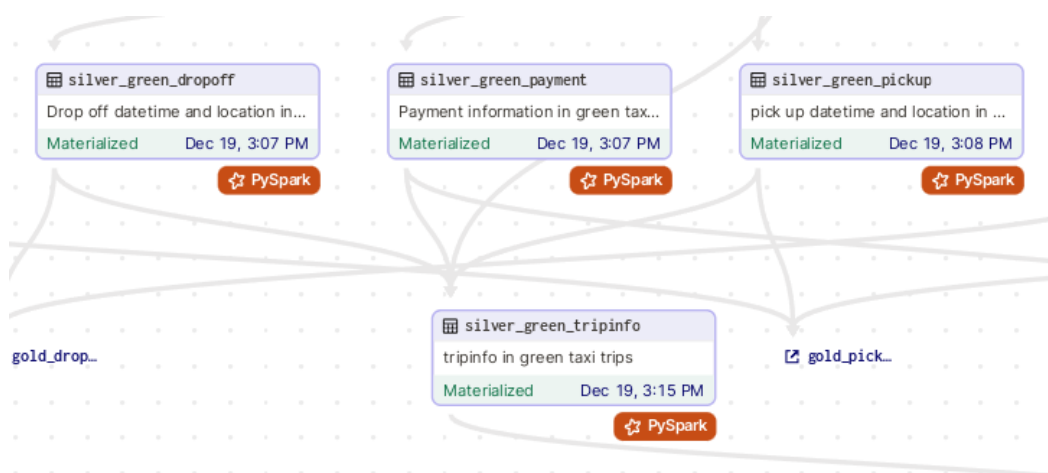 silver_green_dropoff
Drop off datetime and location in...
Materialized Dec 19, 3:07 PM
PySpark
silver_green_payment
Payment information in green tax...
Materialized Dec 19, 3:07 PM
PySpark
silver_green_pickup
pick up datetime and location in ...
Materialized Dec 19, 3:08 PM
PySpark
gold_drop…
silver_green_tripinfo
tripinfo in green taxi trips
Materialized Dec 19, 3:15 PM
PySpark
gold_pick…